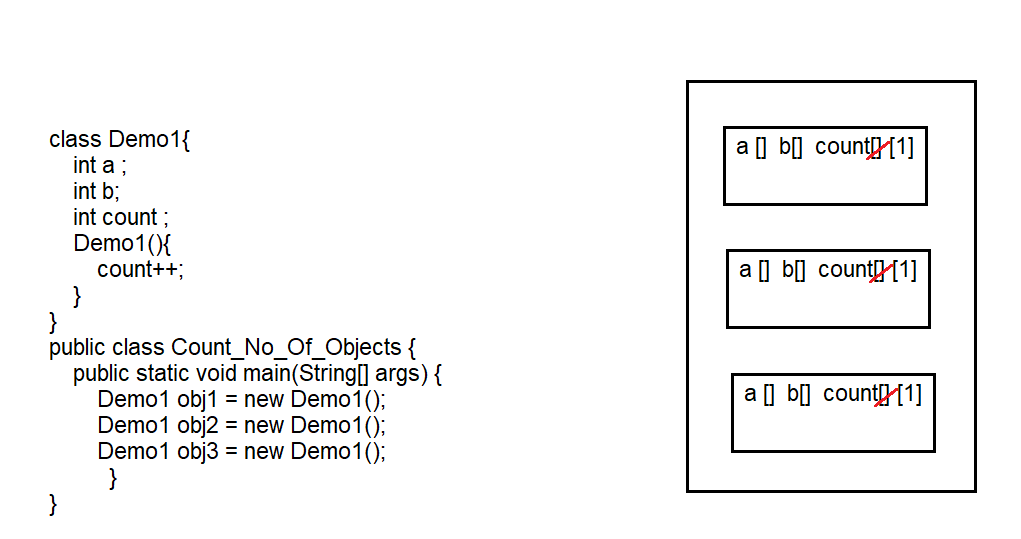 class Demo1{
int a ;
int b;
int count ;
Demo1(){
count++;
}
}
public class Count_No_Of_Objects {
public static void main(String[] args) {
Demo1 obj1 = new Demo1();
Demo1 obj2 = new Demo1();
Demo1 obj3 = new Demo1();
}
}
a [] b[] count[] [1]
a [] b[] count[] [1]
a [] b[] count[] [1]